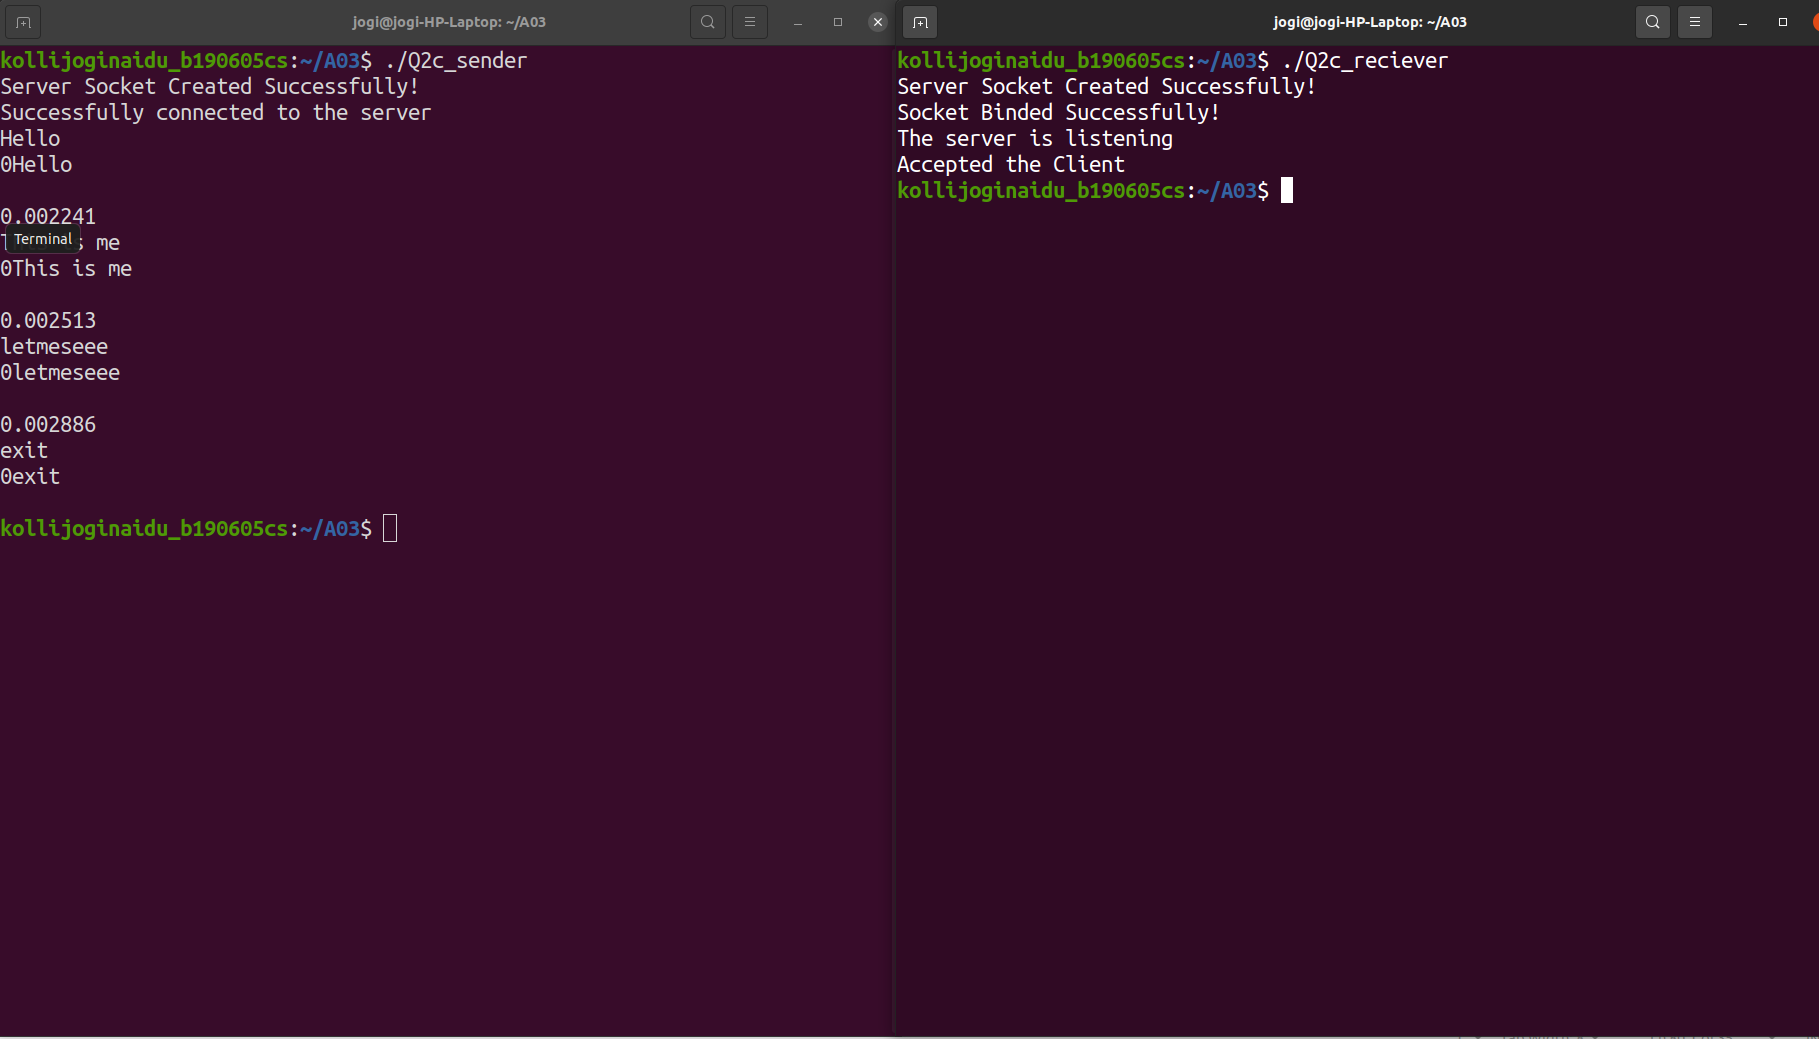 jogi@jogi-HP-Laptop: ~/A03
kollijoginaidu_b190605cs:~/A03$ ./Q2c_sender
Server Socket Created Successfully!
Successfully connected to the server
Hello
0Hello
0.002241
Terminal
me
0This is me
0.002513
letmeseee
0letmeseee
0.002886
exit
0exit
kollijoginaidu_b190605cs:~/A03$
jogi@jogi-HP-Laptop: ~/A03
kollijoginaidu_b190605cs:~/A03$ ./Q2c_reciever
Server Socket Created Successfully!
Socket Binded Successfully!
The server is listening
Accepted the Client
kollijoginaidu_b190605cs:~/A03$